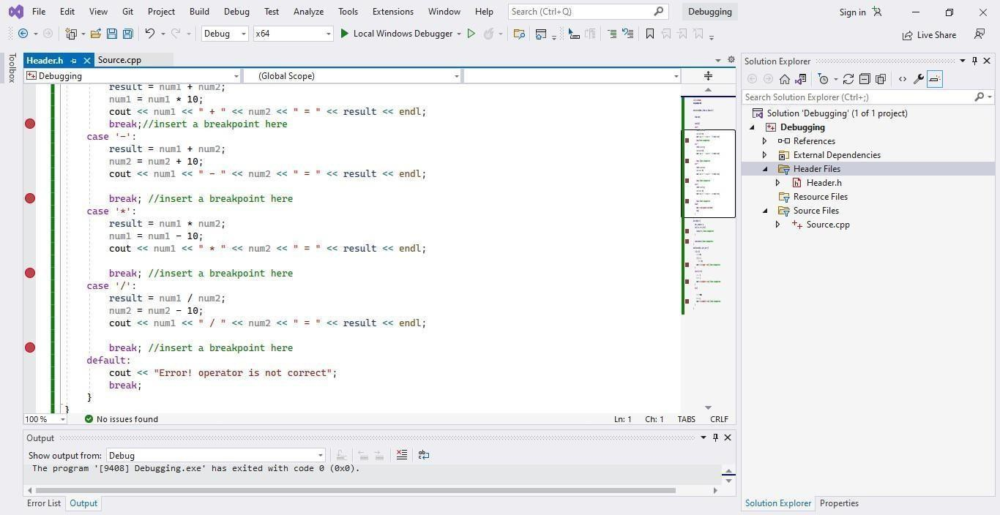 File Edit View Git Project Build Debug Test Analyze Tools Extensions Window Help Search (Ctrl+Q) Debugging Sign in
Debug x64 Local Windows Debugger Live Share
Toolbox
Header.h Source.cpp
Debugging (Global Scope)
result = num1 + num2;
num1 = num1 * 10;
cout << num1 << " + " << num2 << " = " << result << endl;
break;//insert a breakpoint here
case '-':
result = num1 + num2;
num2 = num2 + 10;
cout << num1 << " - " << num2 << " = " << result << endl;
break; //insert a breakpoint here
case '*':
result = num1 * num2;
num1 = num1 - 10;
cout << num1 << " * " << num2 << " = " << result << endl;
break; //insert a breakpoint here
case '/':
result = num1 / num2;
num2 = num2 - 10;
cout << num1 << " / " << num2 << " = " << result << endl;
break; //insert a breakpoint here
default:
cout << "Error! operator is not correct";
break;
}
}
100 % No issues found Ln: 1 Ch: 1 TABS CRLF
Output
Show output from: Debug
The program '[9408] Debugging.exe' has exited with code 0 (0x0).
Error List Output
Solution Explorer
Search Solution Explorer (Ctrl+;)
Solution 'Debugging' (1 of 1 project)
Debugging
References
External Dependencies
Header Files
Header.h
Resource Files
Source Files
Source.cpp
Solution Explorer Properties